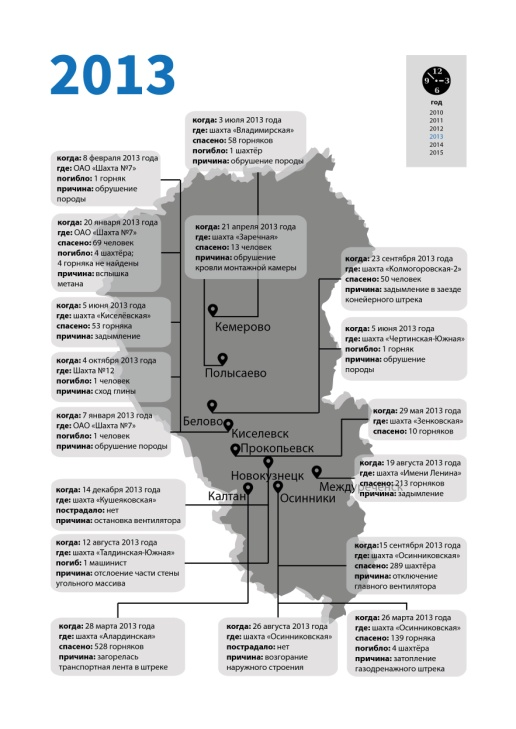 2013
12
9
3
6
год
2010
2011
2012
2013
2014
2015
когда: 3 июля 2013 года
где: шахта «Владимирская»
спасено: 58 горняков
погибло: 1 шахтёр
причина: обрушение породы
когда: 8 февраля 2013 года
где: ОАО «Шахта №7»
погибло: 1 горняк
причина: обрушение
породы
когда: 20 января 2013 года
где: ОАО «Шахта №7»
спасено: 69 человек
погибло: 4 шахтёра;
4 горняка не найдены
причина: вспышка
метана
когда: 21 апреля 2013 года
где: шахта «Заречная»
спасено: 13 человек
причина: обрушение
кровли монтажной камеры
когда: 23 сентября 2013 года
где: шахта «Колмогоровская-2»
спасено: 50 человек
причина: задымление в заезде
конейерного штрека
когда: 5 июня 2013 года
где: шахта «Киселёвская»
спасено: 53 горняка
причина: задымление
когда: 5 июня 2013 года
где: шахта «Чертинская-Южная»
погибло: 1 горняк
причина: обрушение
породы
когда: 4 октября 2013 года
где: Шахта №12
погибло: 1 человек
причина: сход глины
когда: 7 января 2013 года
где: ОАО «Шахта №7»
погибло: 1 человек
причина: обрушение породы
когда: 29 мая 2013 года
где: шахта «Зенковская»
спасено: 10 горняков
Кемерово
Полысаево
Белово
Киселевск
Прокопьевск
Новокузнецк
Калтан
Осинники
Междуреченск
когда: 19 августа 2013 года
где: шахта «Имени Ленина»
спасено: 213 горняков
причина: задымление
когда: 14 декабря 2013 года
где: шахта «Кушеяковская»
пострадало: нет
причина: остановка вентилятора
когда: 12 августа 2013 года
где: шахта «Талдинская-Южная»
погиб: 1 машинист
причина: отслоение части стены
угольного массива
когда:15 сентября 2013 года
где: шахта «Осинниковская»
спасено: 289 шахтёра
причина: отключение
главного вентилятора
когда: 28 марта 2013 года
где: шахта «Алардинская»
спасено: 528 горняков
причина: загорелась
транспортная лента в штреке
когда: 26 августа 2013 года
где: шахта «Осинниковская»
пострадало: нет
причина: возгорание
наружного строения
когда: 26 марта 2013 года
где: шахта «Осинниковская»
спасено: 139 горняка
погибло: 4 шахтёра
причина: затопление
газодренажного штрека